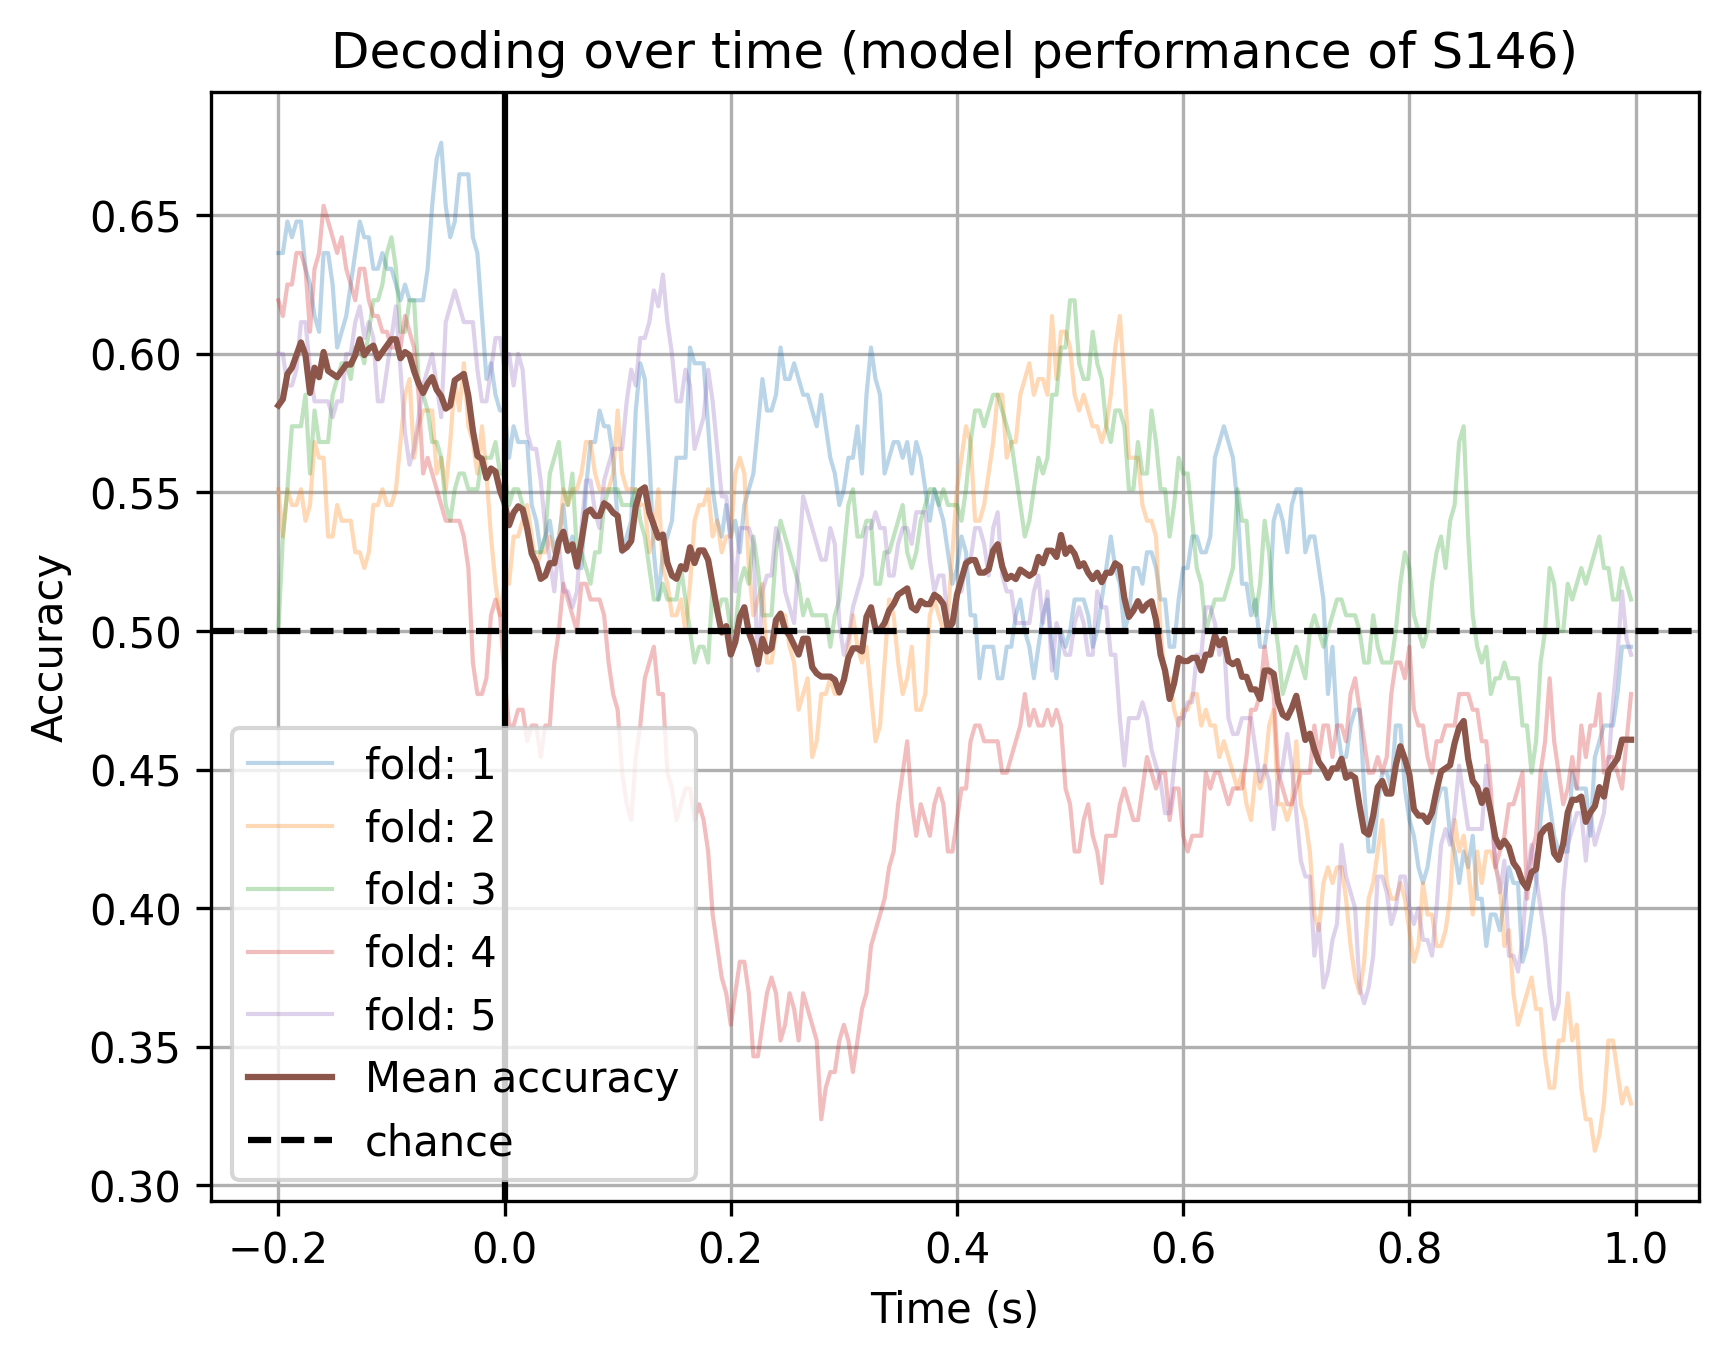 Decoding over time (model performance of S146)
Accuracy
0.65
0.60
0.55
0.50
0.45
0.40
0.35
0.30
fold: 1
fold: 2
fold: 3
fold: 4
fold: 5
Mean accuracy
chance
−0.2 0.0 0.2 0.4 0.6 0.8 1.0
Time (s)